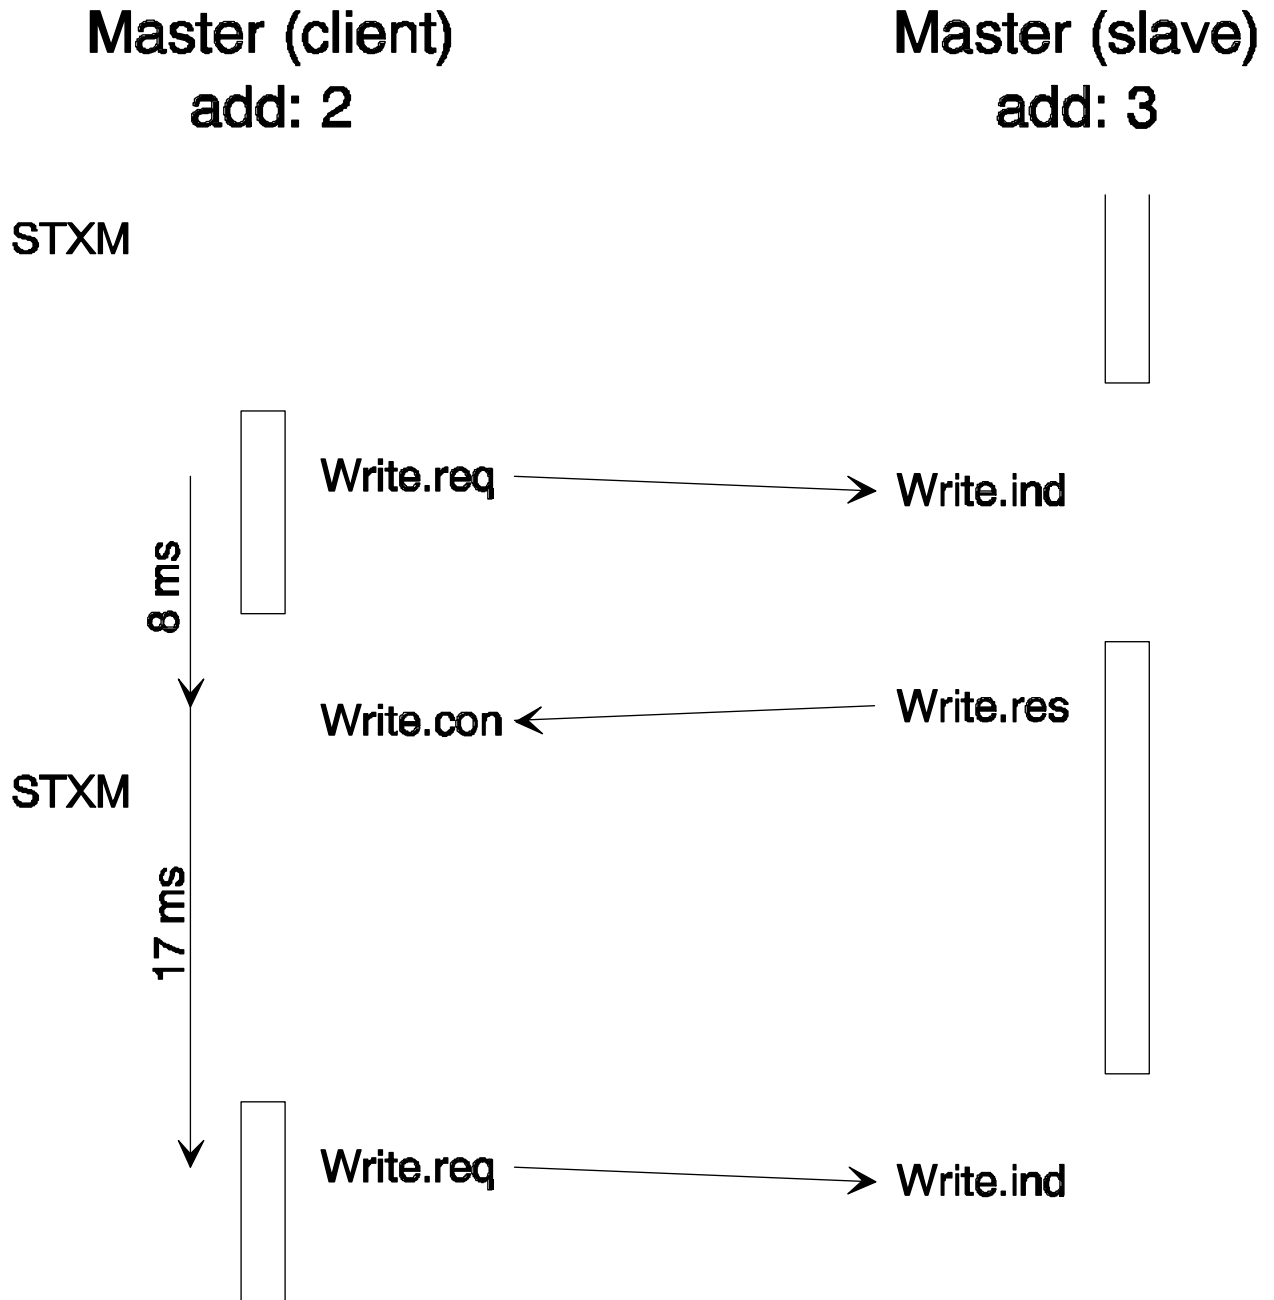 Master (client)
add: 2
Master (slave)
add: 3
STXM
Write.req
Write.ind
8 ms
Write.con
Write.res
STXM
17 ms
Write.req
Write.ind